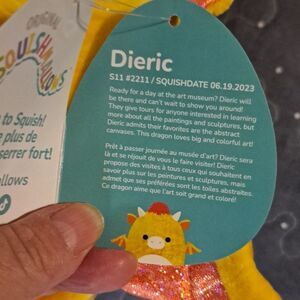 ORIGINAL
SQUISHMALLOWS
to Squish!
e plus de
serrer fort!
llows
Dieric
S11 #2211 / SQUISHDATE 06.19.2023
Ready for a day at the art museum? Dieric will
be there and can't wait to show you around!
They give tours for anyone interested in learning
more about all the paintings and sculptures, but
Dieric admits their favorites are the abstract
canvases. This dragon loves big and colorful art!
Prêt à passer journée au musée d'art? Dieric sera
là et se réjouit de vous le faire visiter! Dieric
propose des visites à tous ceux qui souhaitent en
savoir plus sur les peintures et sculptures, mais
admet que ses préférées sont les toiles abstraites.
Ce dragon aime que l'art soit grand et coloré!